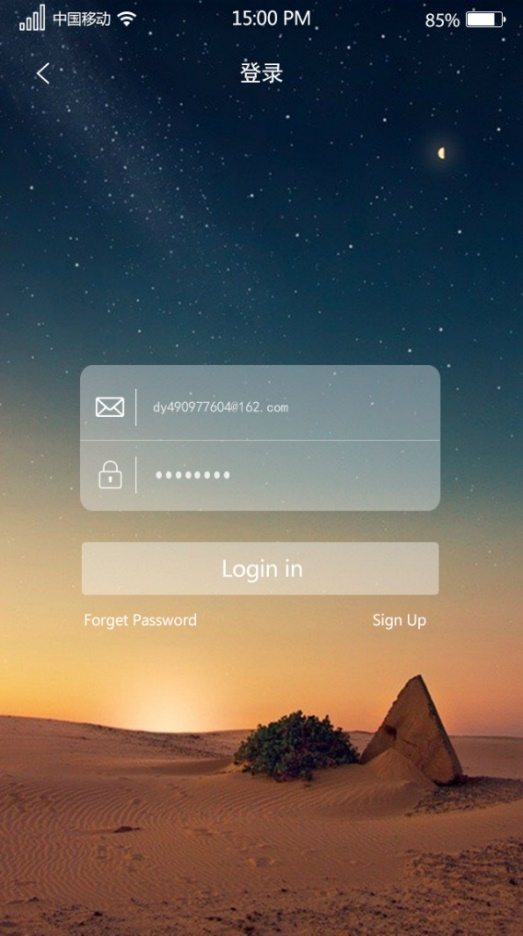 中国移动 15:00 PM 85%
登录
dy490977604@162.com
••••••••
Login in
Forget Password Sign Up